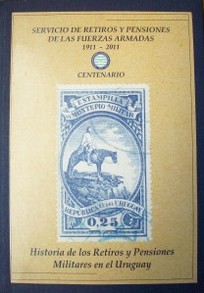 SERVICIO DE RETIROS Y PENSIONES
DE LAS FUERZAS ARMADAS
1911 - 2011
CENTENARIO
ESTAMPILLA
MONTEPIO MILITAR
REPUBLICA DEL URUGUAY
0,25
Historia de los Retiros y Pensiones
Militares en el Uruguay